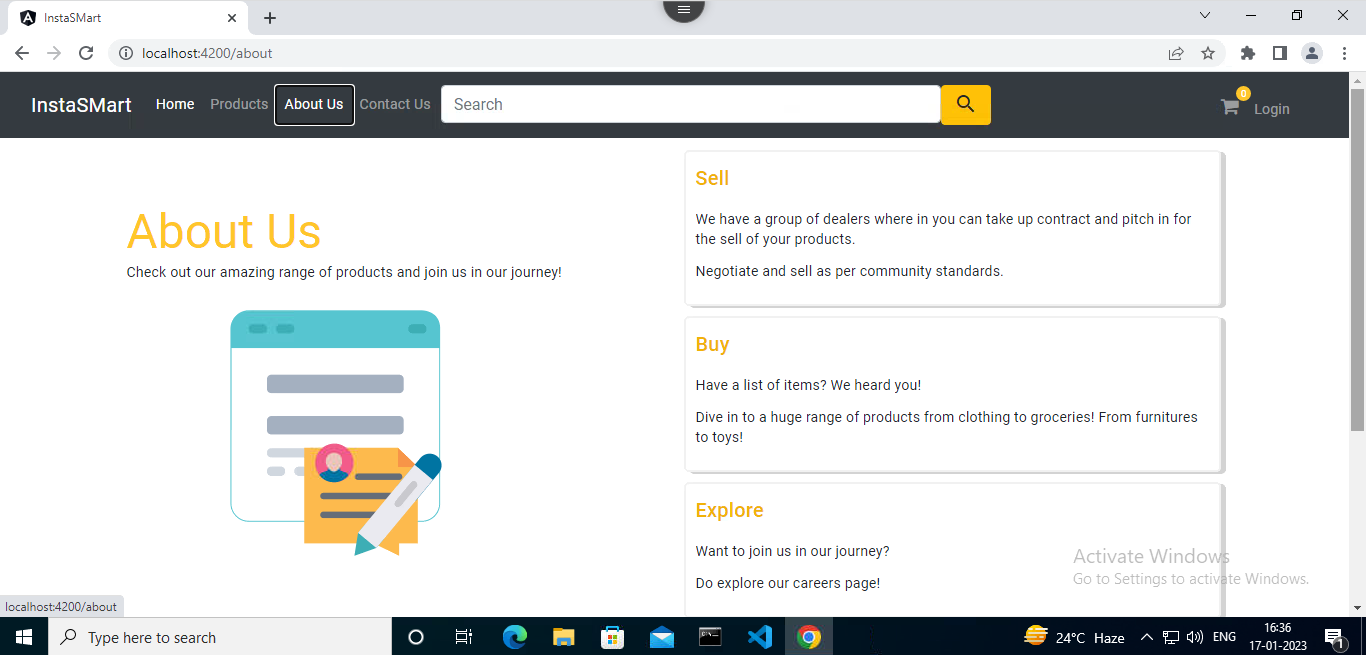 InstaSMart
localhost:4200/about
InstaSMart Home Products About Us Contact Us Search 0 Login
About Us
Check out our amazing range of products and join us in our journey!
Sell
We have a group of dealers where in you can take up contract and pitch in for
the sell of your products.
Negotiate and sell as per community standards.
Buy
Have a list of items? We heard you!
Dive in to a huge range of products from clothing to groceries! From furnitures
to toys!
Explore
Want to join us in our journey?
Do explore our careers page!
Activate Windows
Go to Settings to activate Windows.
localhost:4200/about
Type here to search
24°C Haze
ENG
16:36
17-01-2023
1